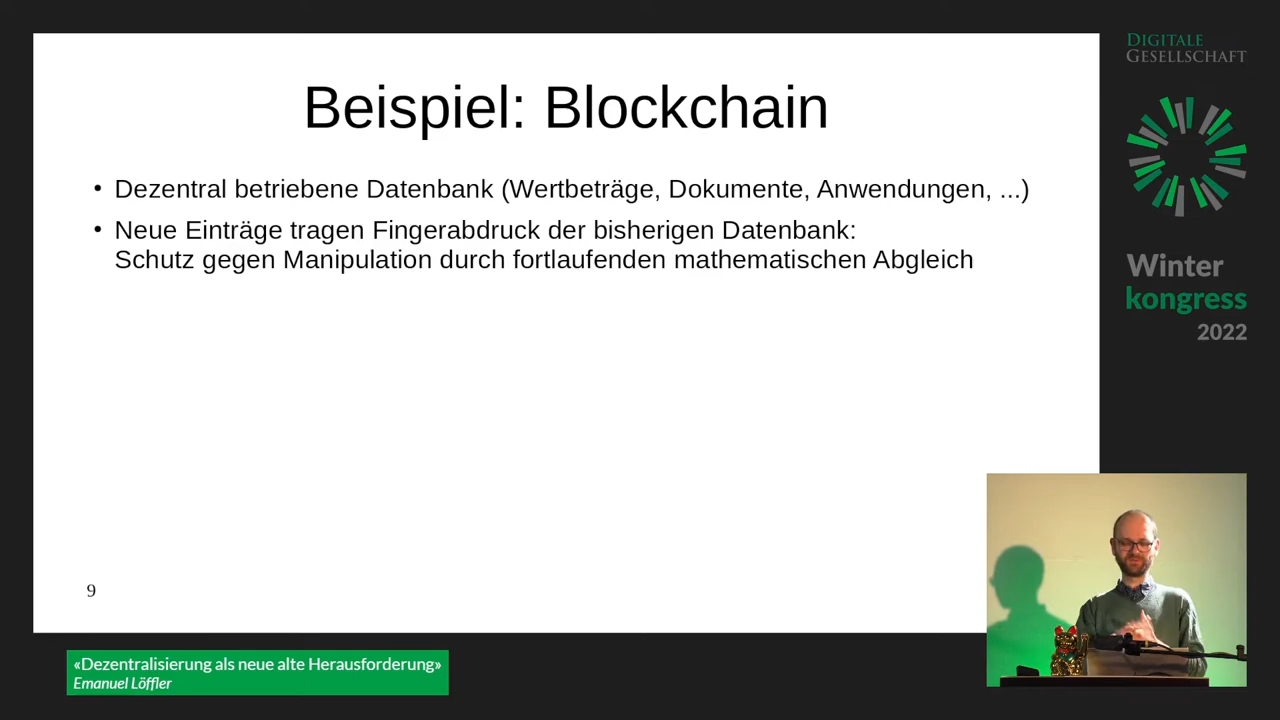 Beispiel: Blockchain
• Dezentral betriebene Datenbank (Wertbeträge, Dokumente, Anwendungen, ...)
• Neue Einträge tragen Fingerabdruck der bisherigen Datenbank:
Schutz gegen Manipulation durch fortlaufenden mathematischen Abgleich
9
DIGITALE
GESELLSCHAFT
Winter
kongress
2022
«Dezentralisierung als neue alte Herausforderung»
Emanuel Löffler